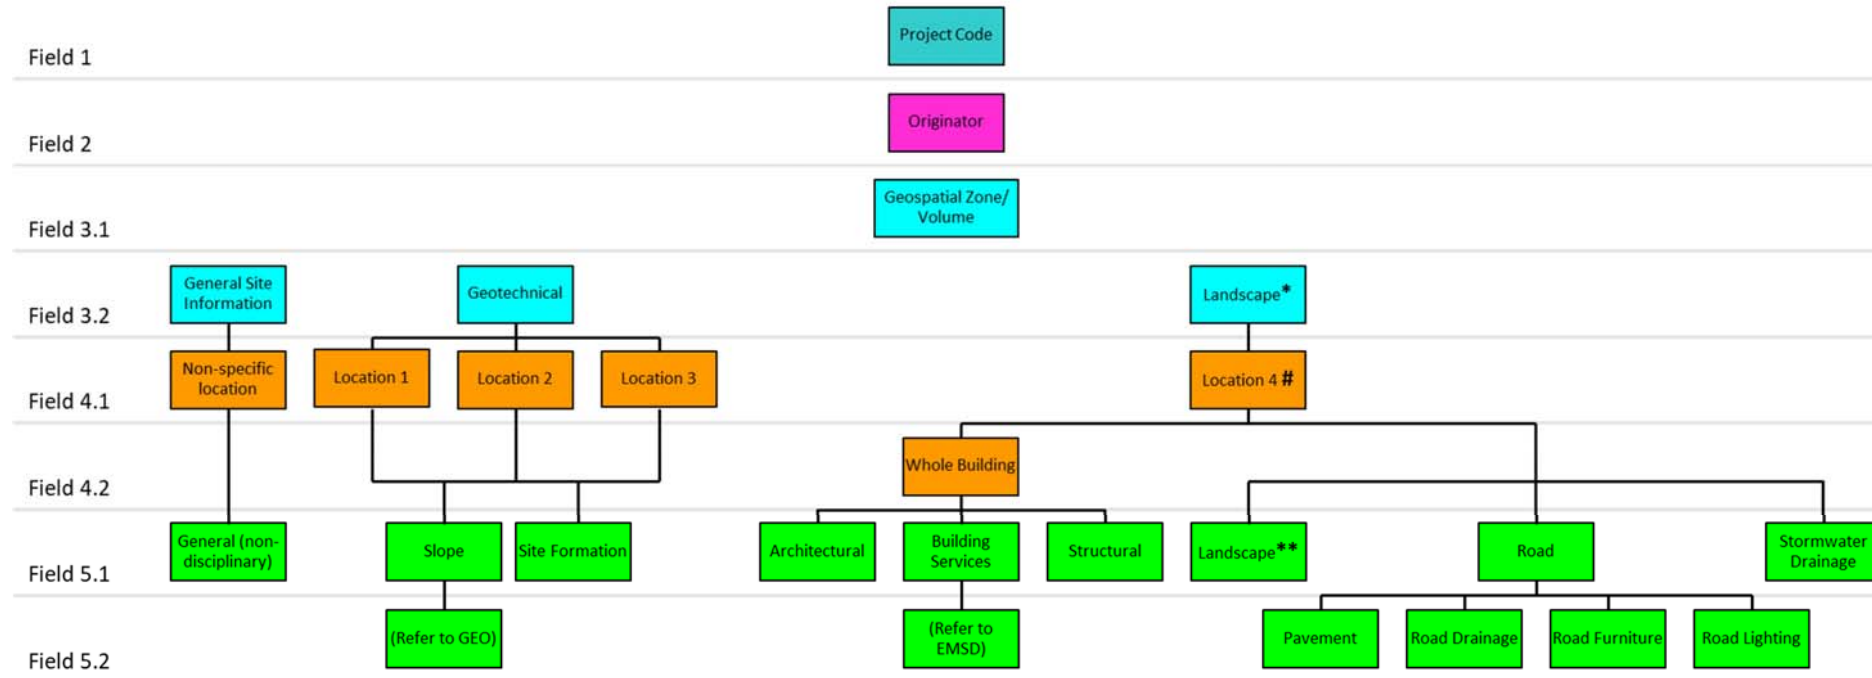 Field 1
Project Code
Field 2
Originator
Field 3.1
Geospatial Zone/
Volume
Field 3.2
General Site
Information
Geotechnical
Landscape*
Field 4.1
Non-specific
location
Location 1
Location 2
Location 3
Location 4 #
Field 4.2
Whole Building
Field 5.1
General (non-
disciplinary)
Slope
Site Formation
Architectural
Building
Services
Structural
Landscape**
Road
Stormwater
Drainage
Field 5.2
(Refer to GEO)
(Refer to
EMSD)
Pavement
Road Drainage
Road Furniture
Road Lighting